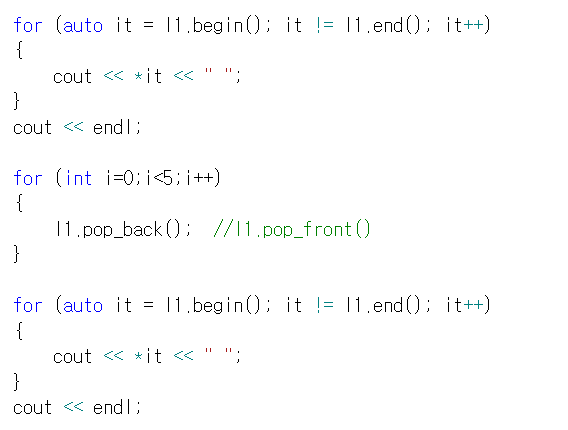 for (auto it = l1.begin(); it != l1.end(); it++)
{
    cout << *it << " ";
}
cout << endl;

for (int i=0;i<5;i++)
{
    l1.pop_back();  //l1.pop_front()
}

for (auto it = l1.begin(); it != l1.end(); it++)
{
    cout << *it << " ";
}
cout << endl;